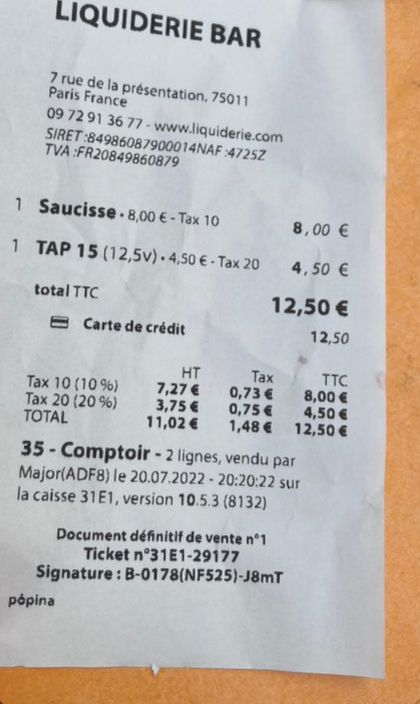 LIQUIDERIE BAR
7 rue de la présentation, 75011
Paris France
09 72 91 36 77 - www.liquiderie.com
SIRET :84986087900014NAF :4725Z
TVA :FR20849860879
1 Saucisse • 8,00 € - Tax 10 8,00 €
1 TAP 15 (12,5v) • 4,50 € - Tax 20 4,50 €
total TTC 12,50 €
Carte de crédit 12,50
HT Tax TTC
Tax 10 (10 %) 7,27 € 0,73 € 8,00 €
Tax 20 (20 %) 3,75 € 0,75 € 4,50 €
TOTAL 11,02 € 1,48 € 12,50 €
35 - Comptoir - 2 lignes, vendu par
Major(ADF8) le 20.07.2022 - 20:20:22 sur
la caisse 31E1, version 10.5.3 (8132)
Document définitif de vente n°1
Ticket n°31E1-29177
Signature : B-0178(NF525)-J8mT
pópina